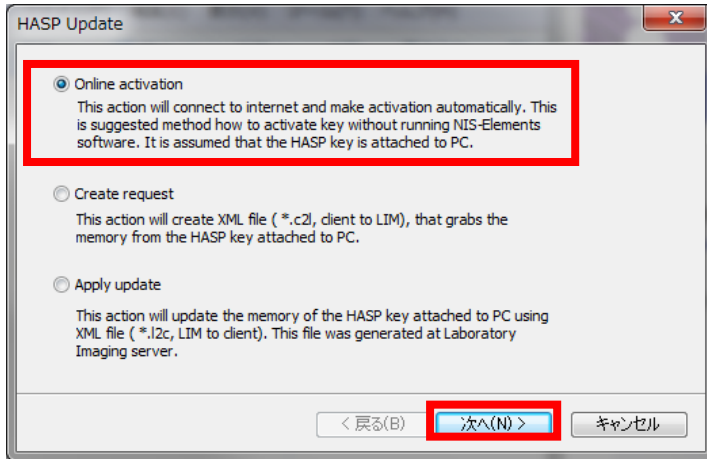 HASP Update
Online activation
This action will connect to internet and make activation automatically. This
is suggested method how to activate key without running NIS-Elements
software. It is assumed that the HASP key is attached to PC.
Create request
This action will create XML file ( *.c2l, client to LIM), that grabs the
memory from the HASP key attached to PC.
Apply update
This action will update the memory of the HASP key attached to PC using
XML file ( *.l2c, LIM to client). This file was generated at Laboratory
Imaging server.
< 戻る(B) 次へ(N) > キャンセル